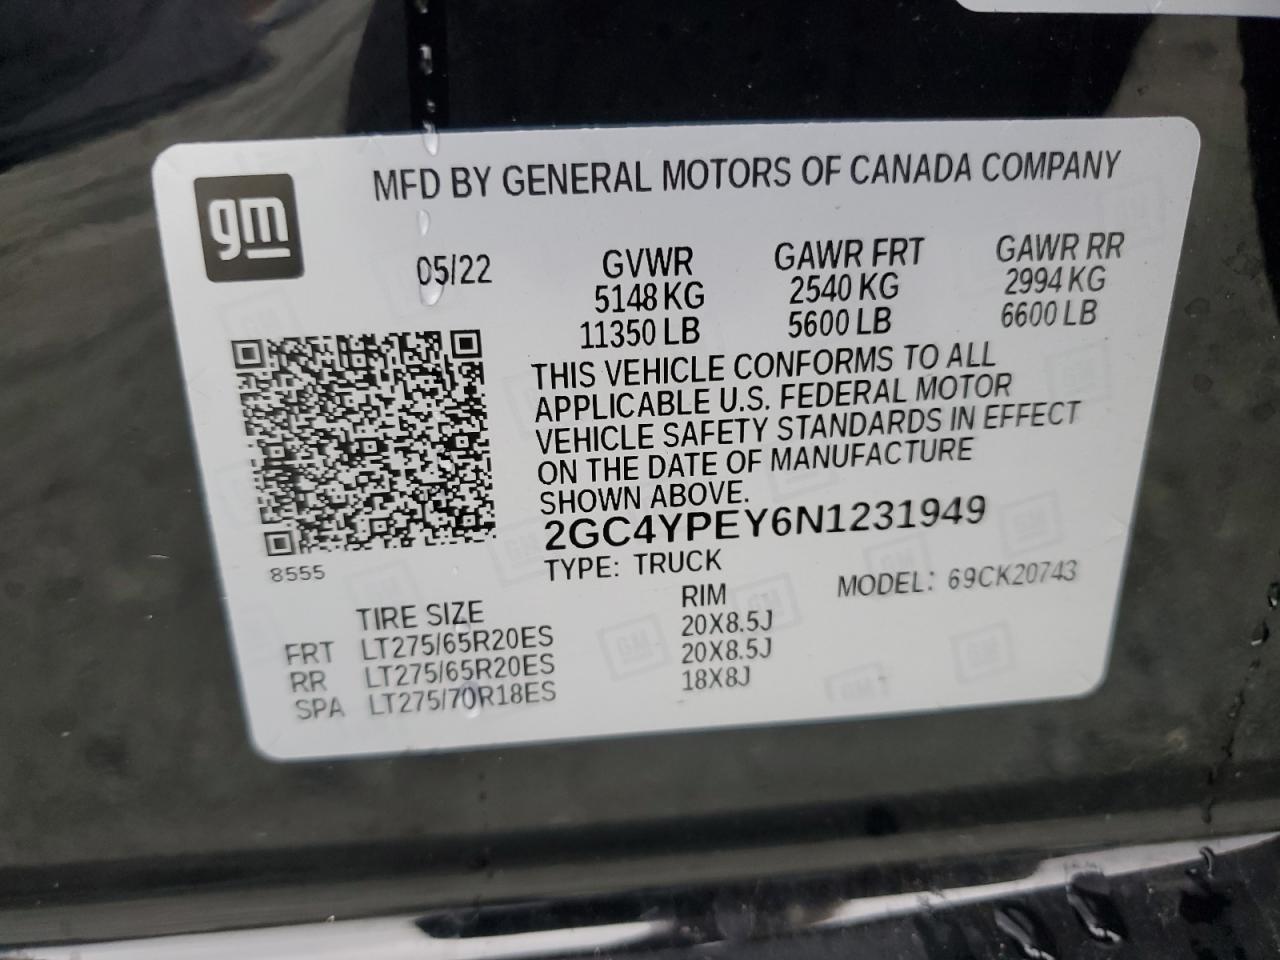 gm
MFD BY GENERAL MOTORS OF CANADA COMPANY
05/22
GVWR GAWR FRT GAWR RR
5148 KG 2540 KG 2994 KG
11350 LB 5600 LB 6600 LB
THIS VEHICLE CONFORMS TO ALL
APPLICABLE U.S. FEDERAL MOTOR
VEHICLE SAFETY STANDARDS IN EFFECT
ON THE DATE OF MANUFACTURE
SHOWN ABOVE.
2GC4YPEY6N1231949
8555
TYPE: TRUCK MODEL: 69CK20743
TIRE SIZE RIM
FRT LT275/65R20ES 20X8.5J
RR LT275/65R20ES 20X8.5J
SPA LT275/70R18ES 18X8J